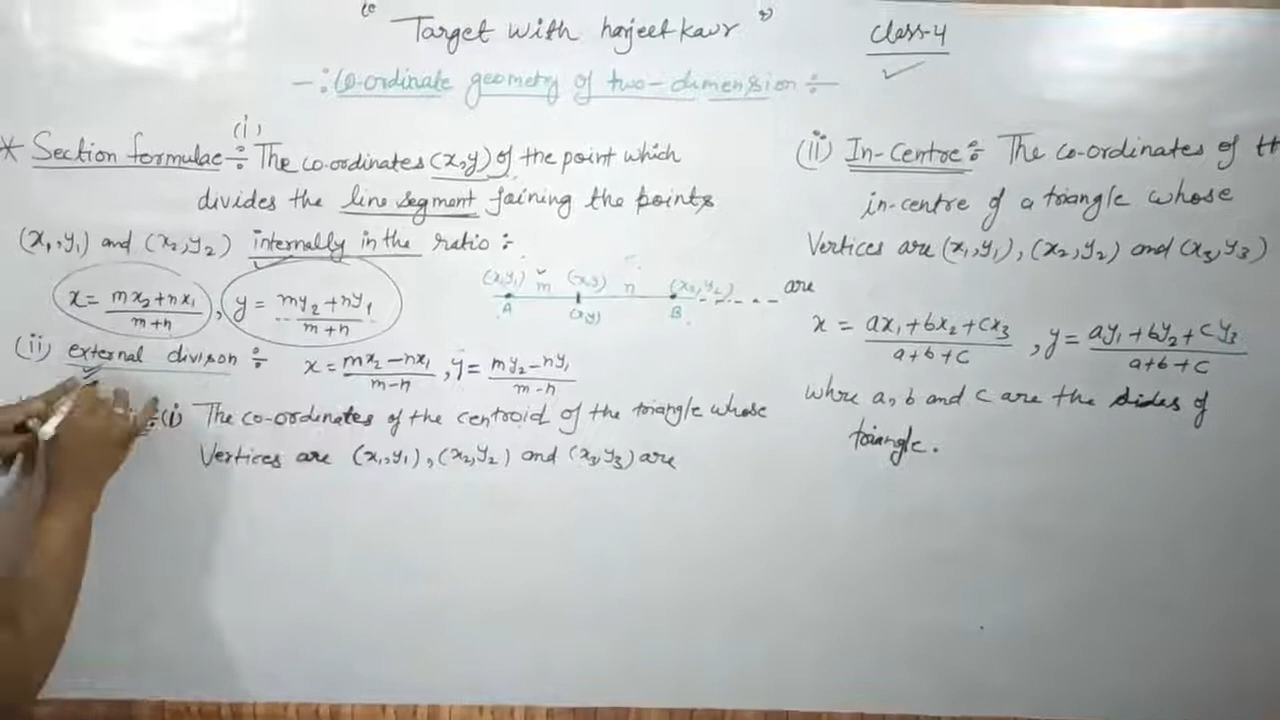 " Target with harjeet kaur "
class-4
-:Co-ordinate geometry of two-dimension÷
(i)
* Section formulae ÷ The co-ordinates (x,y) of the point which
divides the line segment joining the points
(x₁,y₁) and (x₂,y₂) internally in the ratio :-
x = (mx₂+nx₁)/(m+n) , y = (my₂+ny₁)/(m+n)
(x₁y₁) m (x,y) n (x₂,y₂)
A (x,y) B
(ii) external divison ÷ x = (mx₂-nx₁)/(m-n) , y = (my₂-ny₁)/(m-n)
(i) The co-ordinates of the centroid of the triangle whose
Vertices are (x₁,y₁), (x₂,y₂) and (x₃,y₃) are
(ii) In-Centre ÷ The co-ordinates of
in-centre of a triangle whose
Vertices are (x₁,y₁), (x₂,y₂) and (x₃,y₃)
are
x = (ax₁+bx₂+cx₃)/(a+b+c) , y = (ay₁+by₂+cy₃)/(a+b+c)
whre a, b and c are the sides of
triangle.